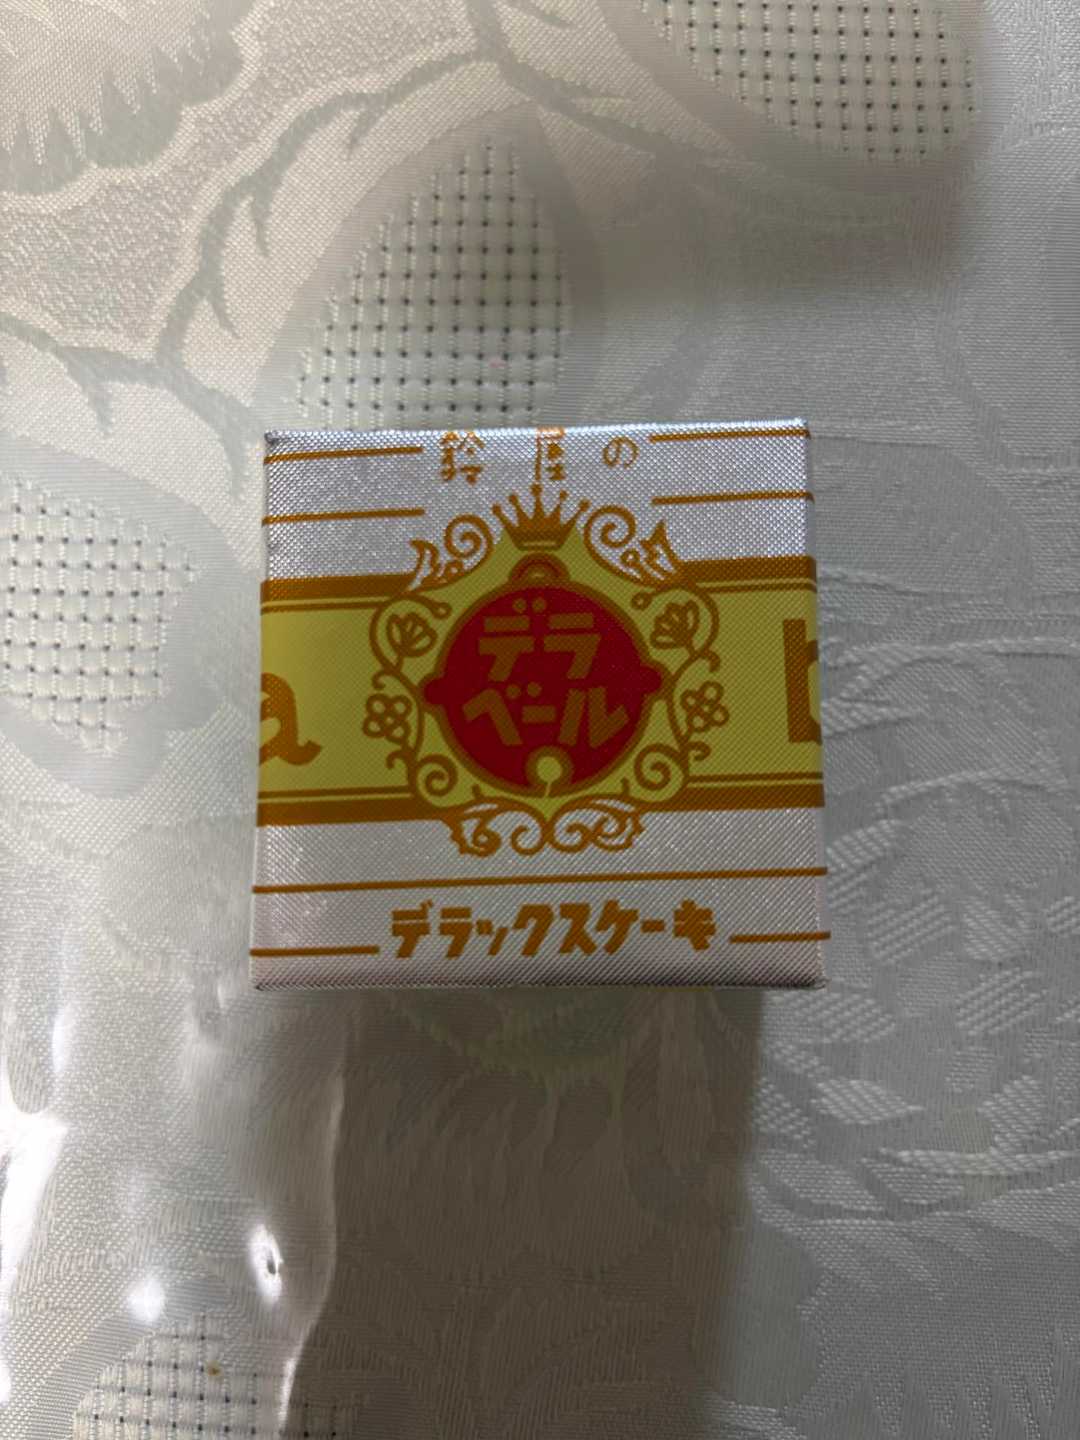 鈴屋の
デラ
ベール
a b
デラックスケーキ